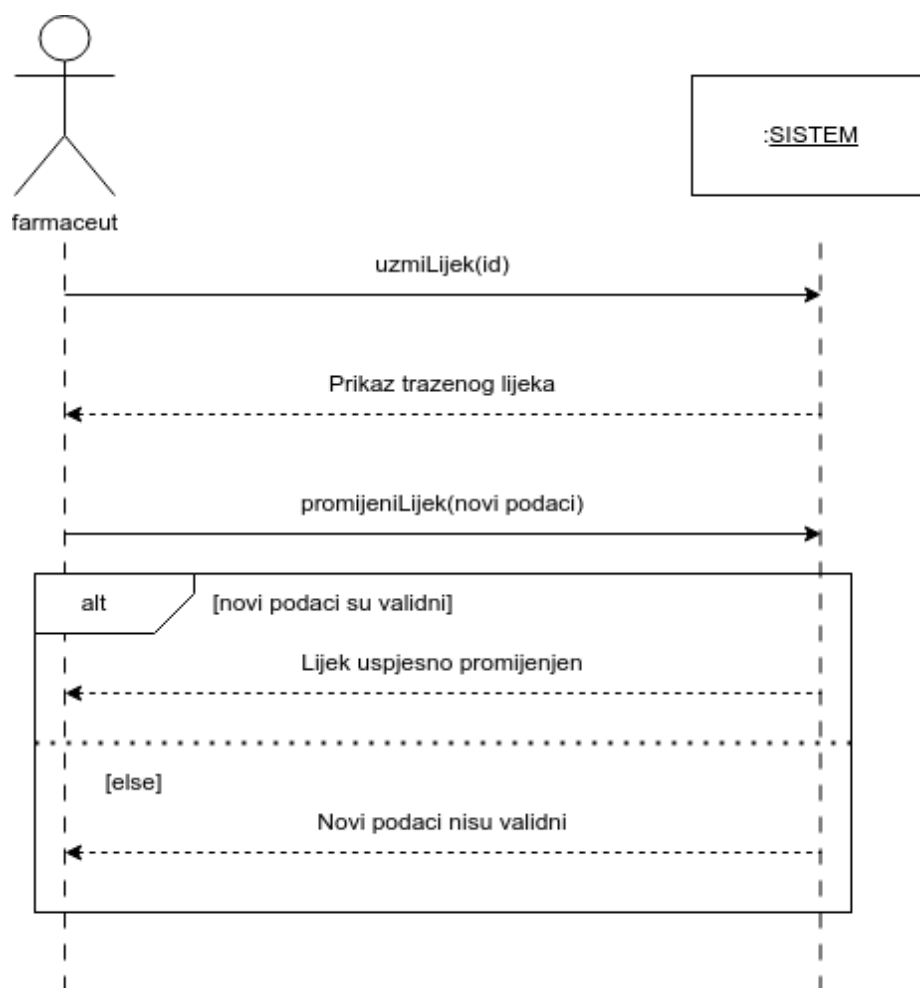 :SISTEM
farmaceut
uzmiLijek(id)
Prikaz trazenog lijeka
promijeniLijek(novi podaci)
alt
[novi podaci su validni]
Lijek uspjesno promijenjen
[else]
Novi podaci nisu validni